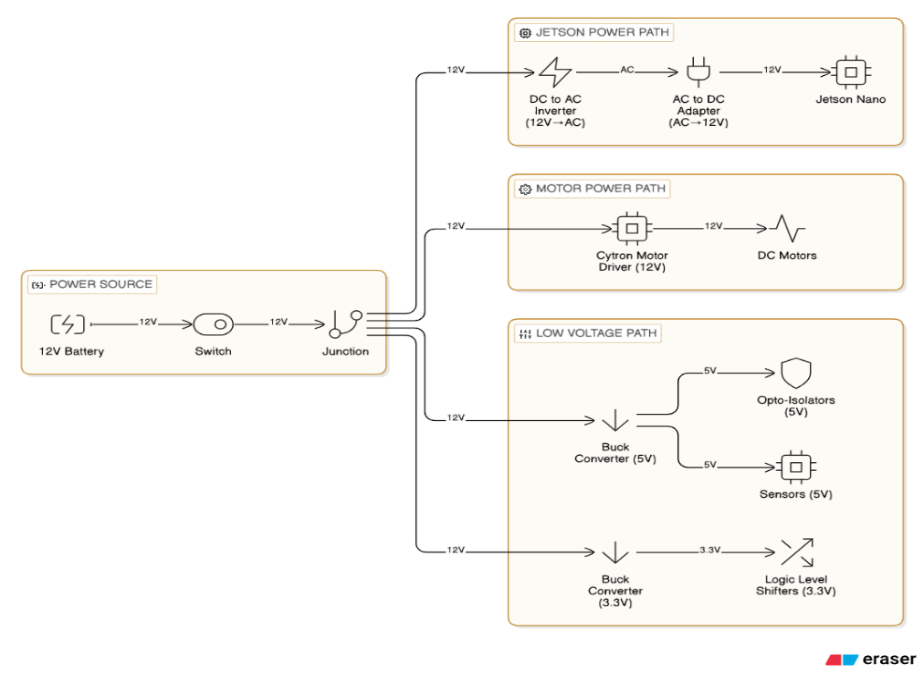 JETSON POWER PATH
12V
AC
12V
DC to AC
Inverter
(12V→AC)
AC to DC
Adapter
(AC→12V)
Jetson Nano
MOTOR POWER PATH
12V
12V
Cytron Motor
Driver (12V)
DC Motors
POWER SOURCE
12V
12V
12V Battery
Switch
Junction
LOW VOLTAGE PATH
5V
Opto-Isolators
(5V)
12V
Buck
Converter (5V)
5V
Sensors (5V)
12V
3.3V
Buck
Converter
(3.3V)
Logic Level
Shifters (3.3V)
eraser